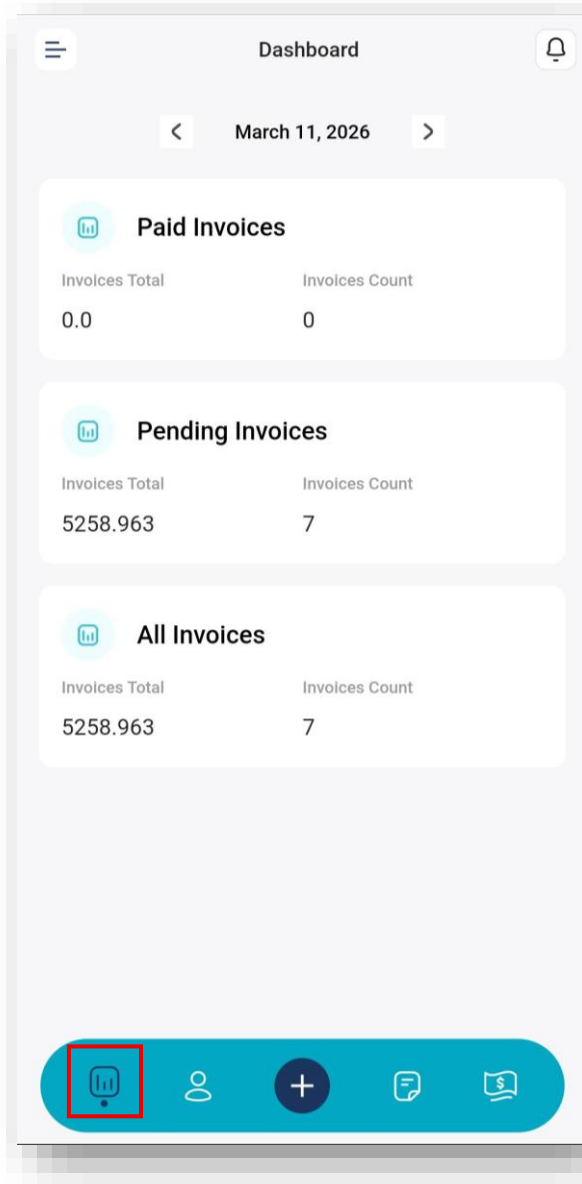 Dashboard
March 11, 2026
Paid Invoices
Invoices Total Invoices Count
0.0 0
Pending Invoices
Invoices Total Invoices Count
5258.963 7
All Invoices
Invoices Total Invoices Count
5258.963 7
$